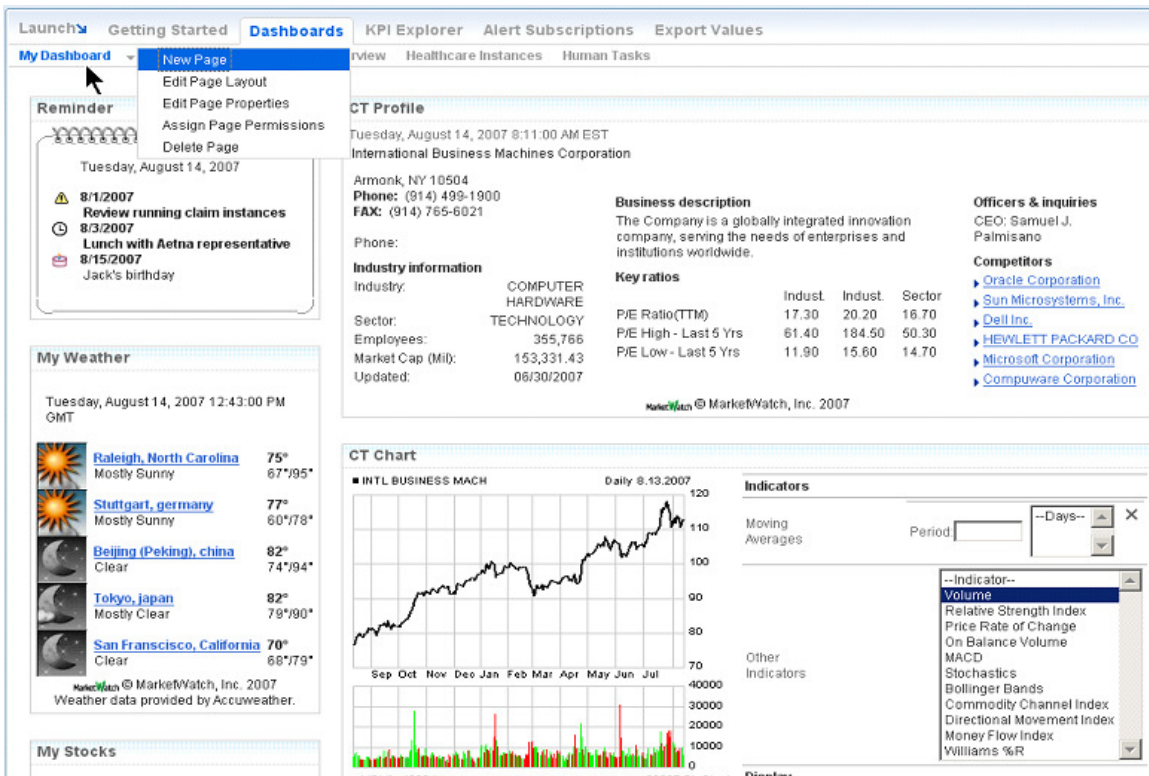 Launch Getting Started Dashboards KPI Explorer Alert Subscriptions Export Values
My Dashboard Healthcare Instances Human Tasks
New Page
Edit Page Layout
Edit Page Properties
Assign Page Permissions
Delete Page
Reminder
Tuesday, August 14, 2007
8/1/2007
Review running claim instances
8/3/2007
Lunch with Aetna representative
8/15/2007
Jack's birthday
My Weather
Tuesday, August 14, 2007 12:43:00 PM
GMT
Raleigh, North Carolina 75°
Mostly Sunny 67°/95°
Stuttgart, germany 77°
Mostly Sunny 60°/78°
Beijing (Peking), china 82°
Clear 74°/94°
Tokyo, japan 82°
Mostly Clear 79°/90°
San Franscisco, California 70°
Clear 68°/79°
MarketWatch © MarketWatch, Inc. 2007
Weather data provided by Accuweather.
My Stocks
CT Profile
Tuesday, August 14, 2007 8:11:00 AM EST
International Business Machines Corporation
Armonk, NY 10504
Phone: (914) 499-1900
FAX: (914) 765-6021
Phone:
Industry information
Industry: COMPUTER
HARDWARE
Sector: TECHNOLOGY
Employees: 355,766
Market Cap (Mil): 153,331.43
Updated: 06/30/2007
Business description
The Company is a globally integrated innovation
company, serving the needs of enterprises and
institutions worldwide.
Key ratios
Indust. Indust. Sector
P/E Ratio(TTM) 17.30 20.20 16.70
P/E High - Last 5 Yrs 61.40 184.50 50.30
P/E Low - Last 5 Yrs 11.90 15.60 14.70
Officers & inquiries
CEO: Samuel J.
Palmisano
Competitors
Oracle Corporation
Sun Microsystems, Inc.
Dell Inc.
HEWLETT PACKARD CO
Microsoft Corporation
Compuware Corporation
MarketWatch © MarketWatch, Inc. 2007
CT Chart
INTL BUSINESS MACH Daily 8.13.2007
120
110
100
90
80
70
Sep Oct Nov Dec Jan Feb Mar Apr May Jun Jul
40000
30000
20000
10000
0
Indicators
Moving
Averages
Period:
--Days--
Other
Indicators
--Indicator--
Volume
Relative Strength Index
Price Rate of Change
On Balance Volume
MACD
Stochastics
Bollinger Bands
Commodity Channel Index
Directional Movement Index
Money Flow Index
Williams %R
Display